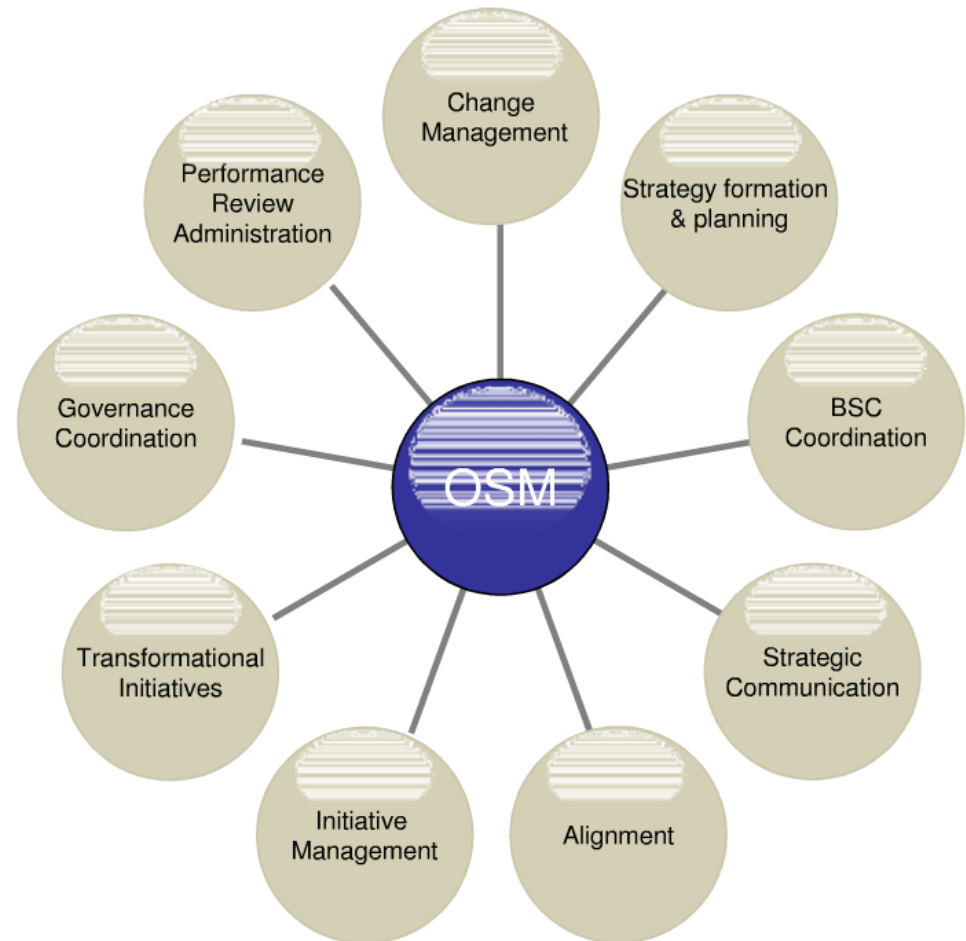 Change
Management
Strategy formation
& planning
BSC
Coordination
Strategic
Communication
Alignment
Initiative
Management
Transformational
Initiatives
Governance
Coordination
Performance
Review
Administration
OSM